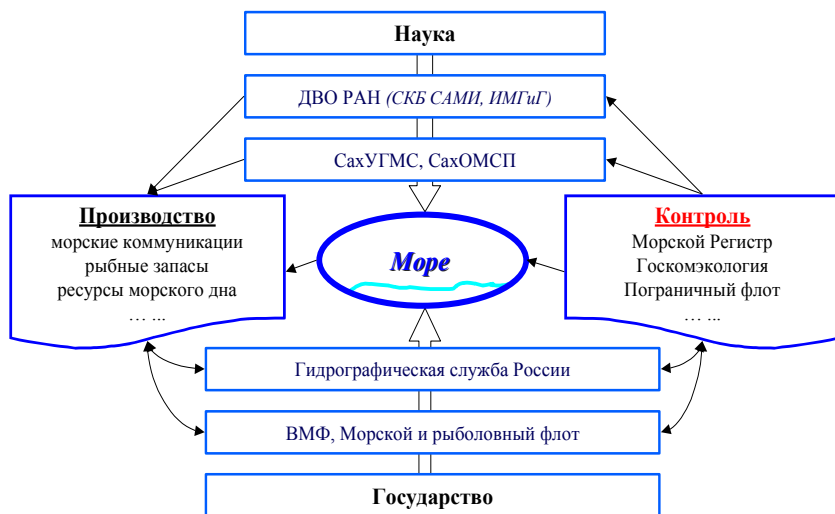 Наука
ДВО РАН (СКБ САМИ, ИМГиГ)
СахУГМС, СахОМСП
Производство
морские коммуникации
рыбные запасы
ресурсы морского дна
… ...
Море
Контроль
Морской Регистр
Госкомэкология
Пограничный флот
… ...
Гидрографическая служба России
ВМФ, Морской и рыболовный флот
Государство